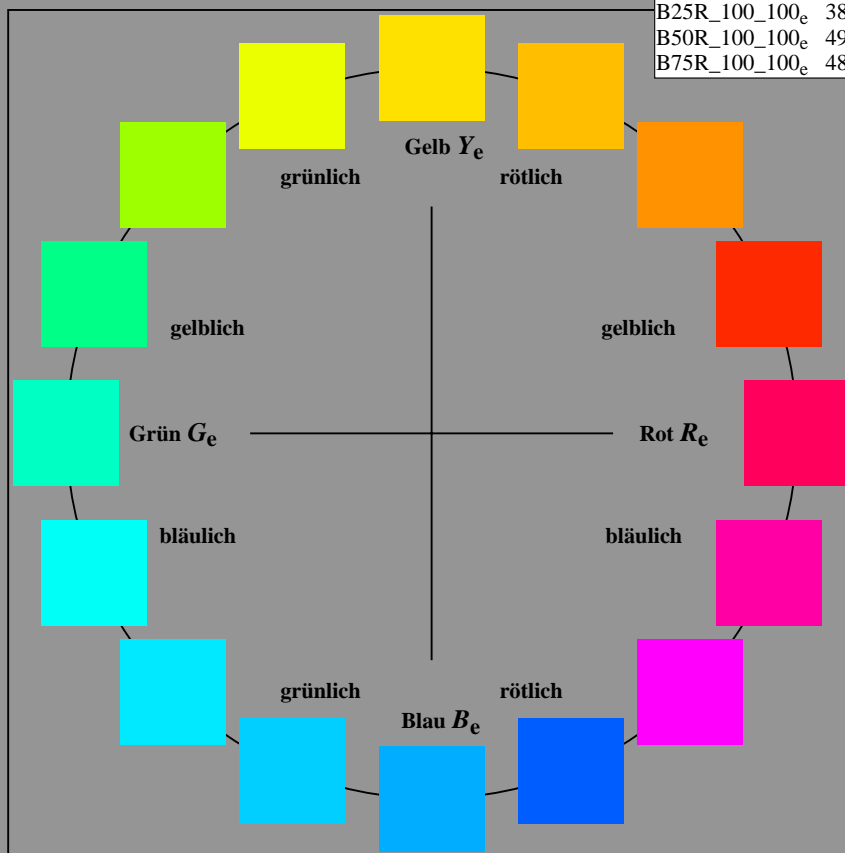 B25R_100_100e 38
B50R_100_100e 49
B75R_100_100e 48
Gelb Ye
grünlich rötlich
gelblich gelblich
Grün Ge Rot Re
bläulich bläulich
grünlich rötlich
Blau Be